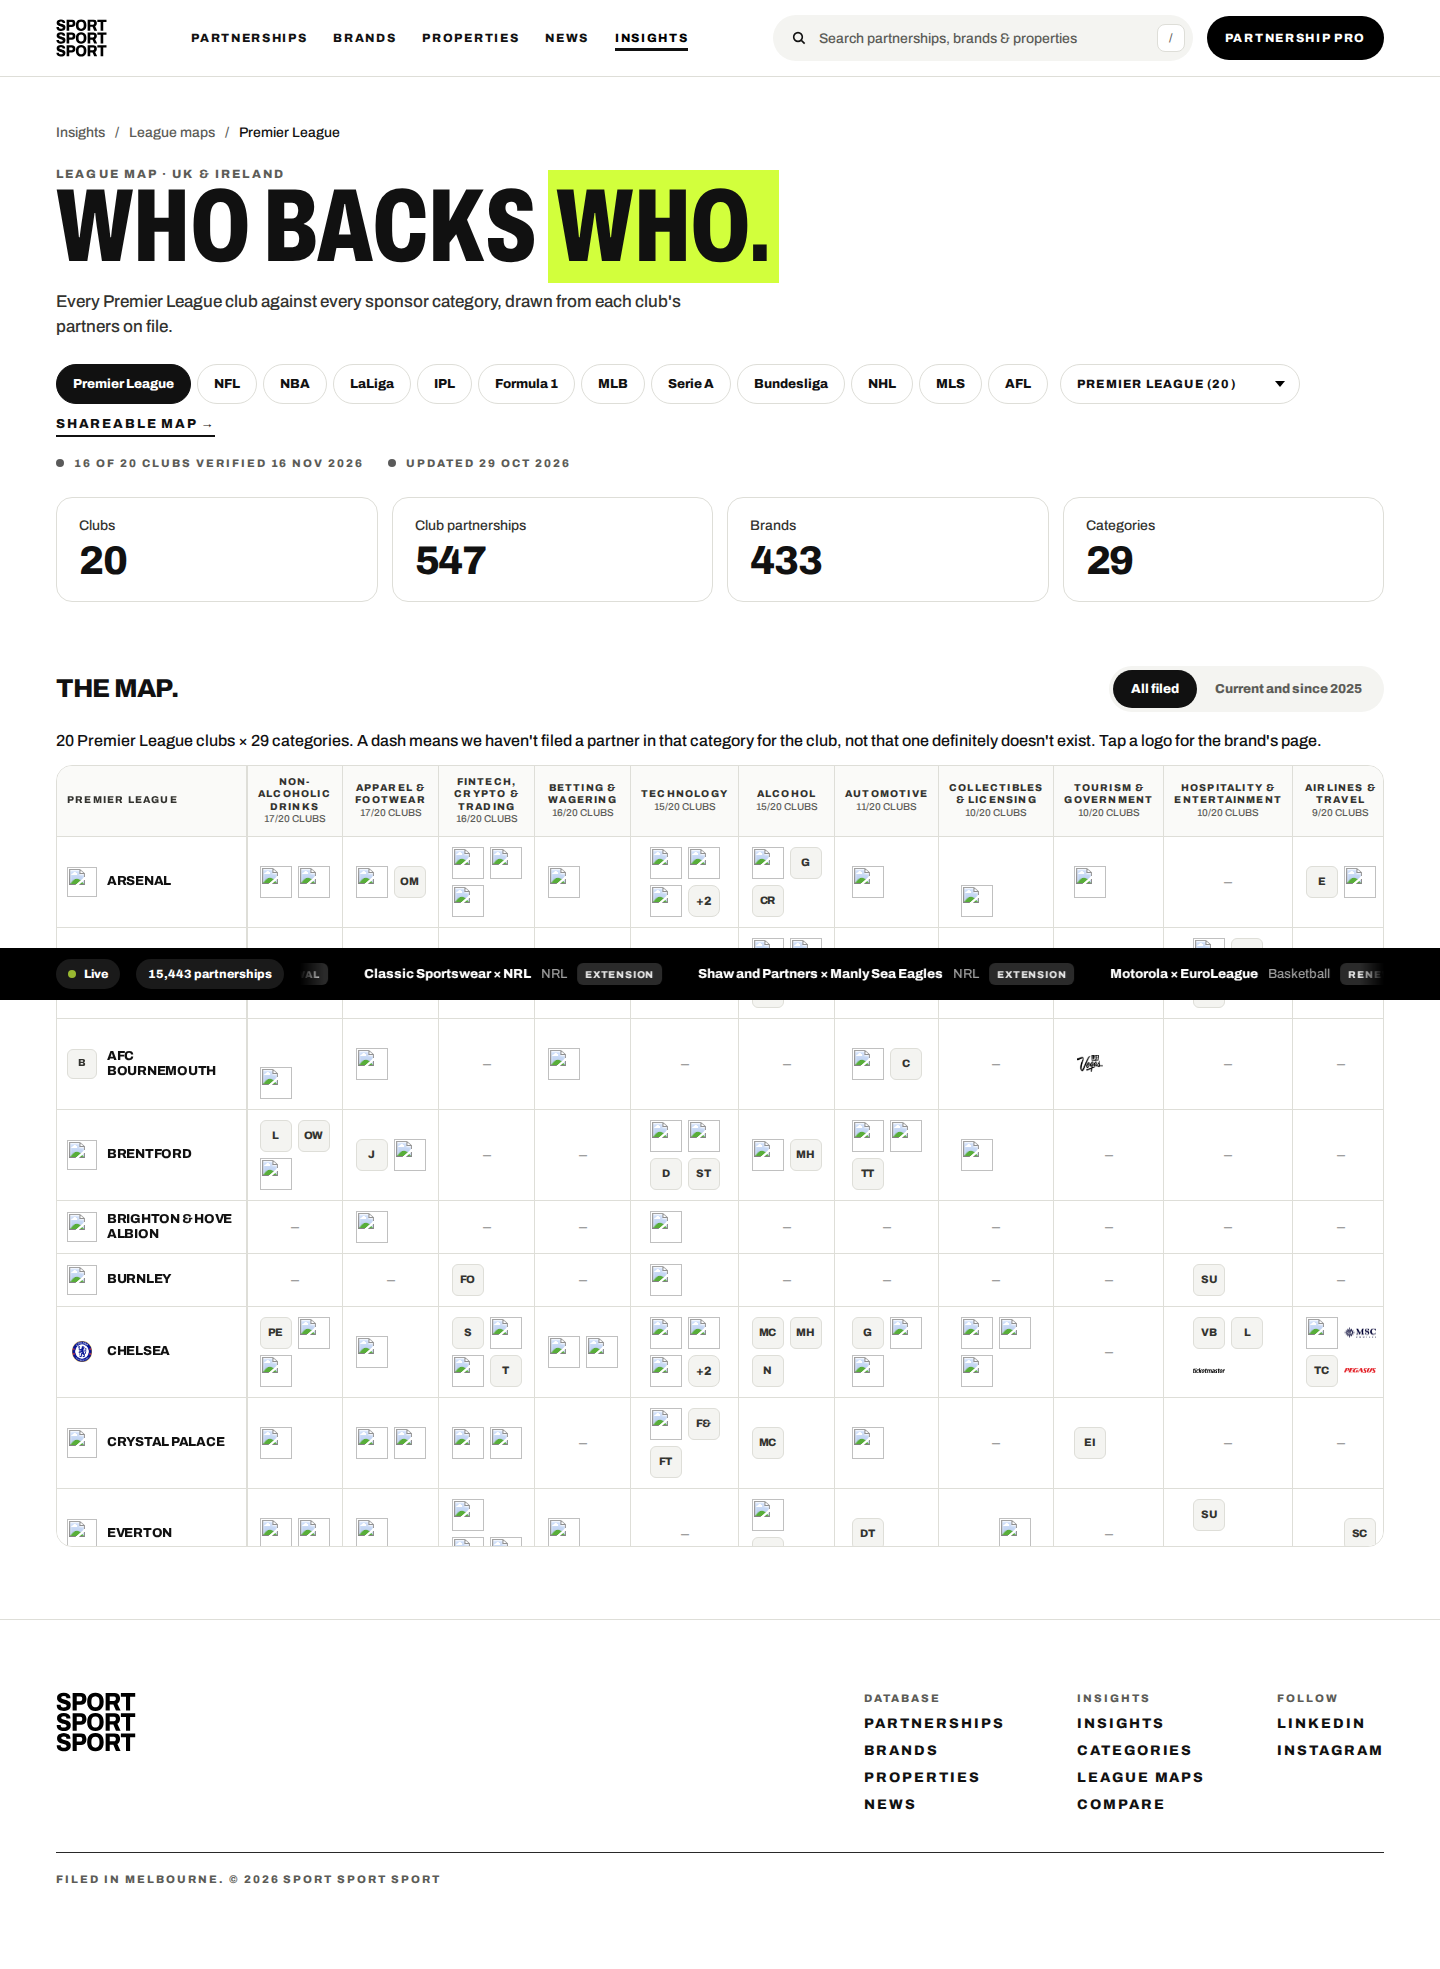 SPORT
SPORT
SPORT
PARTNERSHIPS BRANDS PROPERTIES NEWS INSIGHTS
Search partnerships, brands & properties /
PARTNERSHIP PRO
Insights / League maps / Premier League
LEAGUE MAP · UK & IRELAND
WHO BACKS WHO.
Every Premier League club against every sponsor category, drawn from each club's
partners on file.
Premier League NFL NBA LaLiga IPL Formula 1 MLB Serie A Bundesliga NHL MLS AFL PREMIER LEAGUE (20)
SHAREABLE MAP →
16 OF 20 CLUBS VERIFIED 16 NOV 2026 UPDATED 29 OCT 2026
Clubs Club partnerships Brands Categories
20 547 433 29
THE MAP.
All filed Current and since 2025
20 Premier League clubs × 29 categories. A dash means we haven't filed a partner in that category for the club, not that one definitely doesn't exist. Tap a logo for the brand's page.
PREMIER LEAGUE
NON-ALCOHOLIC DRINKS 17/20 CLUBS
APPAREL & FOOTWEAR 17/20 CLUBS
FINTECH, CRYPTO & TRADING 16/20 CLUBS
BETTING & WAGERING 16/20 CLUBS
TECHNOLOGY 15/20 CLUBS
ALCOHOL 15/20 CLUBS
AUTOMOTIVE 11/20 CLUBS
COLLECTIBLES & LICENSING 10/20 CLUBS
TOURISM & GOVERNMENT 10/20 CLUBS
HOSPITALITY & ENTERTAINMENT 10/20 CLUBS
AIRLINES & TRAVEL 9/20 CLUBS
ARSENAL OM +2 G CR – E
Live 15,443 partnerships Classic Sportswear × NRL NRL EXTENSION Shaw and Partners × Manly Sea Eagles NRL EXTENSION Motorola × EuroLeague Basketball
B AFC BOURNEMOUTH – – – C – Vegas – –
BRENTFORD L OW J – – D ST MH TT – – –
BRIGHTON & HOVE ALBION – – – – – – – – –
BURNLEY – – FO – – – – – SU –
CHELSEA PE S T +2 MC MH N G – VB L ticketmaster MSC TC PEGASUS
CRYSTAL PALACE – F& FT MC – EI – –
EVERTON – DT – SU SC
SPORT
SPORT
SPORT
DATABASE
PARTNERSHIPS
BRANDS
PROPERTIES
NEWS
INSIGHTS
INSIGHTS
CATEGORIES
LEAGUE MAPS
COMPARE
FOLLOW
LINKEDIN
INSTAGRAM
FILED IN MELBOURNE. © 2026 SPORT SPORT SPORT